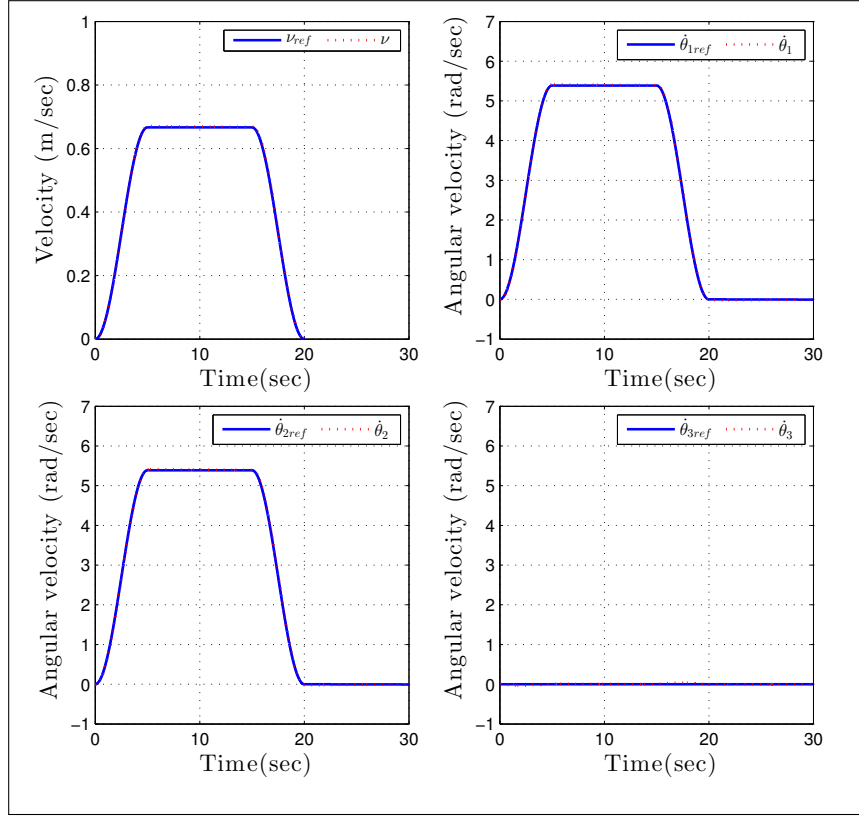 ν_ref ν
1
0.8
0.6
0.4
0.2
0
0 10 20 30
Velocity (m/sec)
Time(sec)
θ̇_1ref θ̇_1
7
6
5
4
3
2
1
0
−1
0 10 20 30
Angular velocity (rad/sec)
Time(sec)
θ̇_2ref θ̇_2
7
6
5
4
3
2
1
0
−1
0 10 20 30
Angular velocity (rad/sec)
Time(sec)
θ̇_3ref θ̇_3
7
6
5
4
3
2
1
0
−1
0 10 20 30
Angular velocity (rad/sec)
Time(sec)